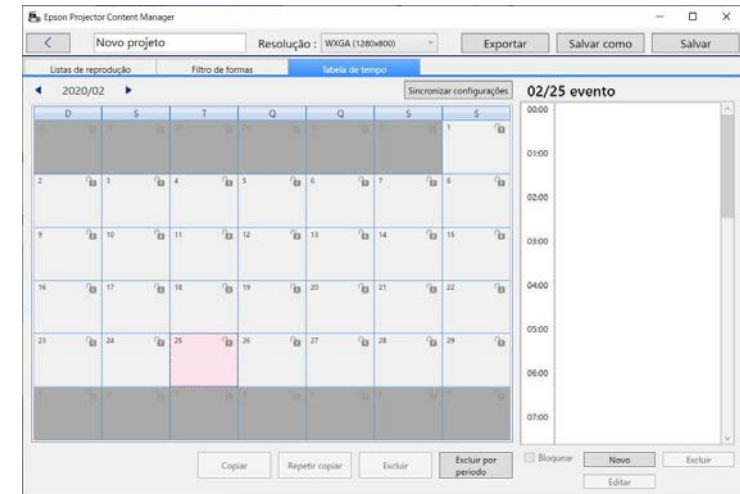 Epson Projector Content Manager
Novo projeto Resolução : WXGA (1280x800) Exportar Salvar como Salvar
Listas de reprodução Filtro de formas Tabela de tempo
2020/02 Sincronizar configurações 02/25 evento
D S T Q Q S S
1
2 3 4 5 6 7 8
9 10 11 12 13 14 15
16 17 18 19 20 21 22
23 24 25 26 27 28 29
00:00
01:00
02:00
03:00
04:00
05:00
06:00
07:00
Copiar Repetir copiar Excluir Excluir por
período
Bloquear Novo Excluir
Editar